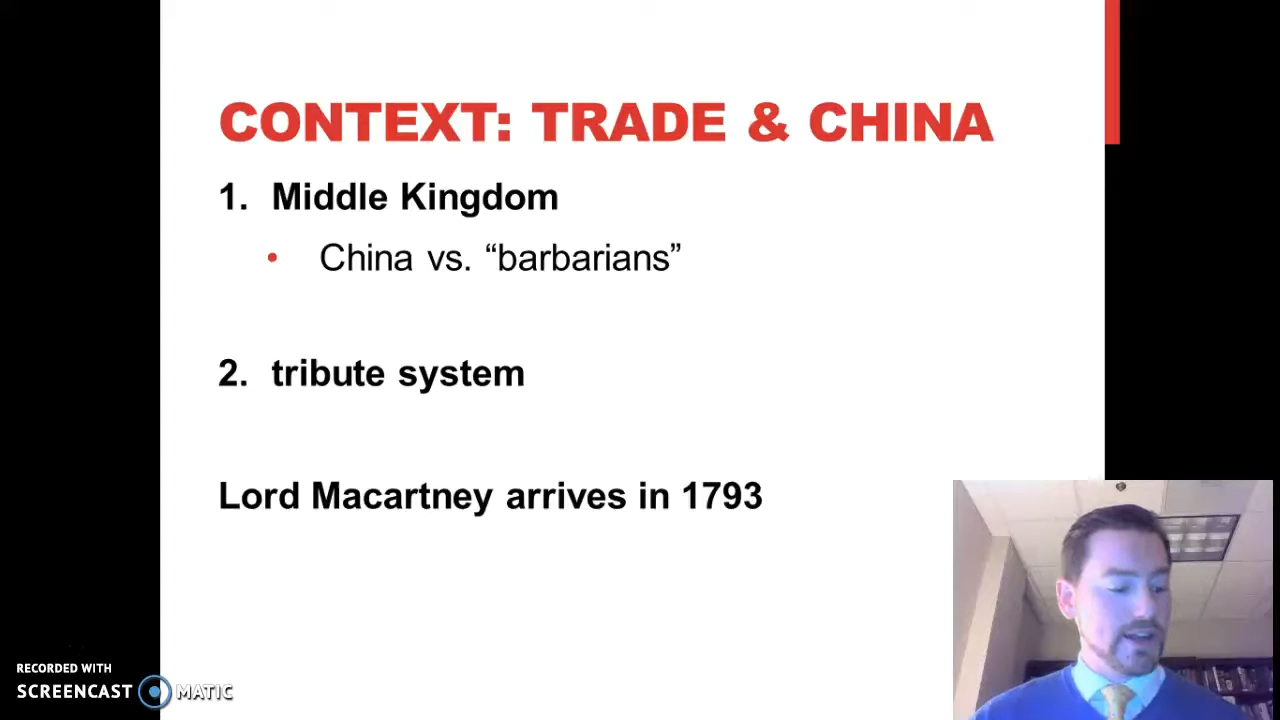 CONTEXT: TRADE & CHINA
1. Middle Kingdom
• China vs. “barbarians”
2. tribute system
Lord Macartney arrives in 1793
RECORDED WITH
SCREENCAST MATIC